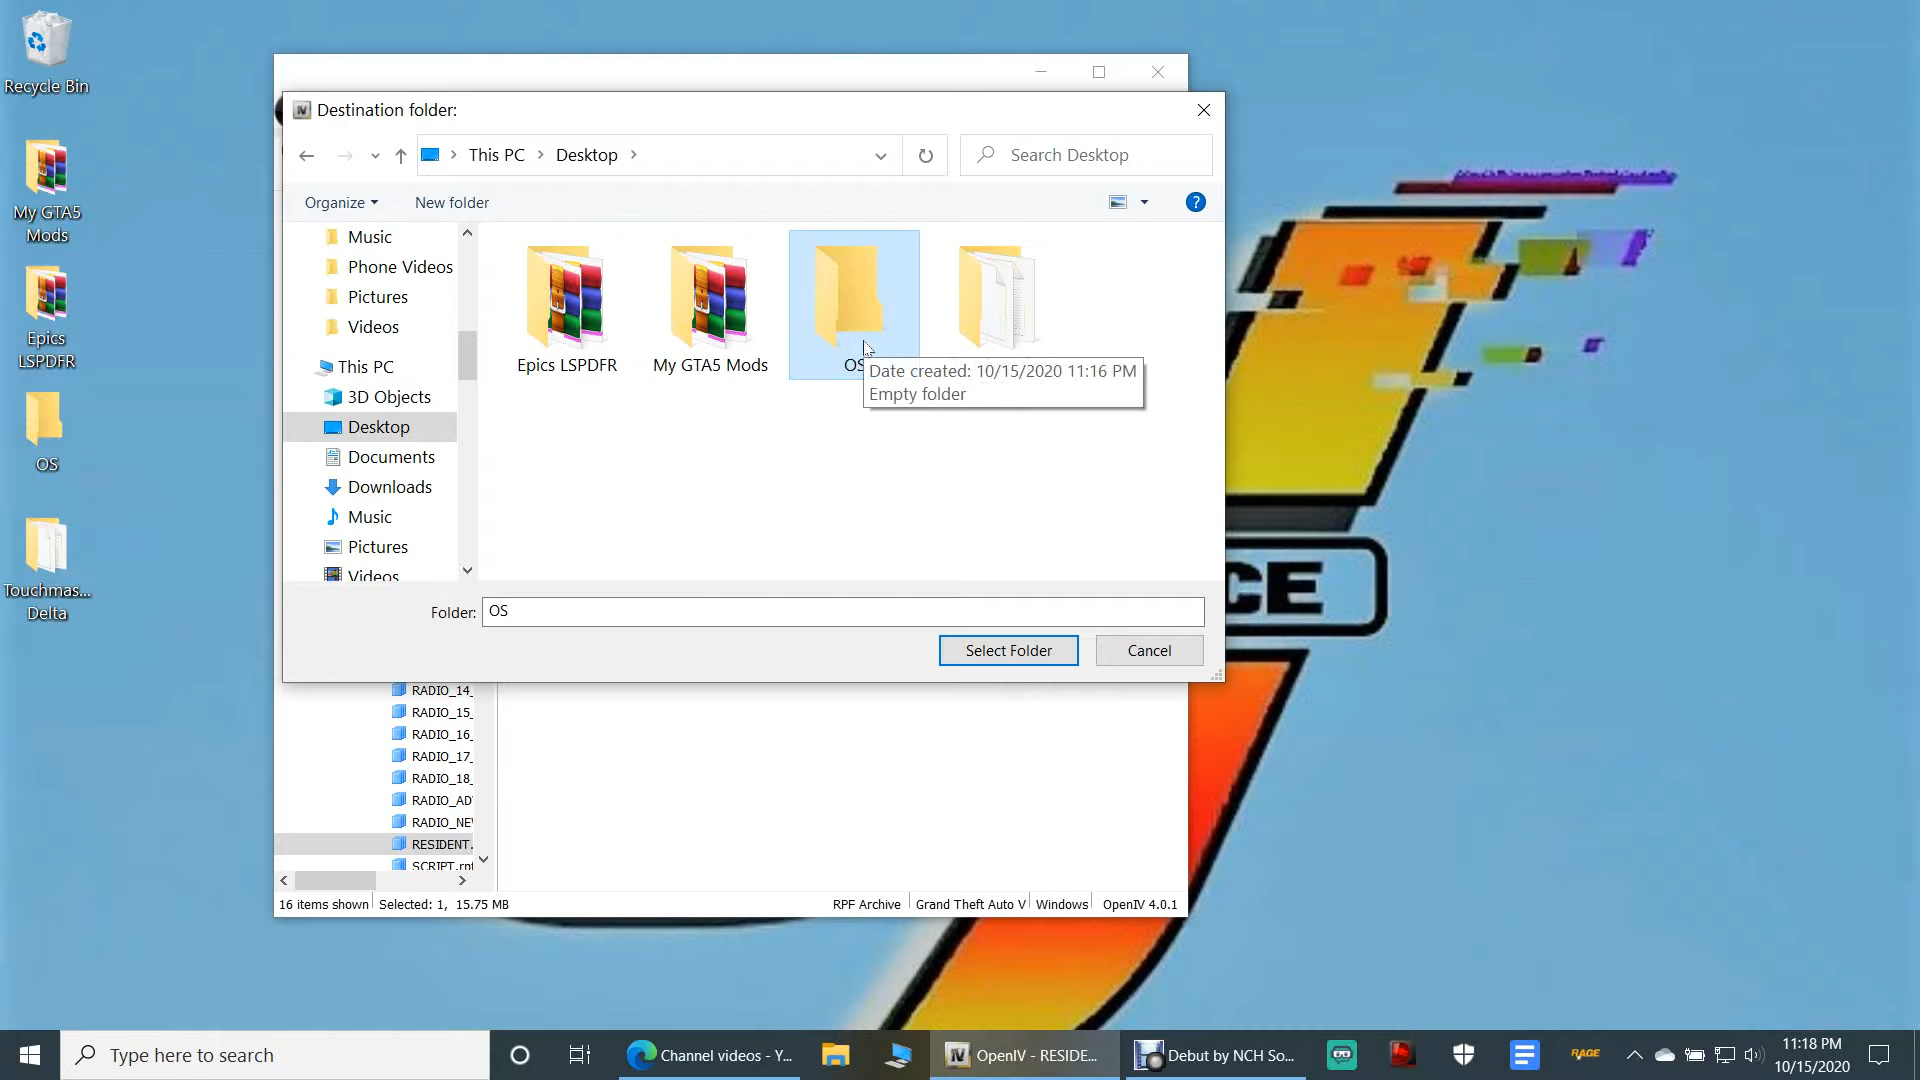 Recycle Bin
My GTA5
Mods
Epics
LSPDFR
OS
Touchmas...
Delta
Destination folder:
This PC
Desktop
Search Desktop
Organize
New folder
Music
Phone Videos
Pictures
Videos
This PC
3D Objects
Desktop
Documents
Downloads
Music
Pictures
Videos
Epics LSPDFR
My GTA5 Mods
OS
Date created: 10/15/2020 11:16 PM
Empty folder
Folder:
OS
Select Folder
Cancel
RADIO_14_
RADIO_15_
RADIO_16_
RADIO_17_
RADIO_18_
RADIO_AD
RADIO_NE
RESIDENT.
SCRIPT.rpf
16 items shown
Selected: 1, 15.75 MB
RPF Archive
Grand Theft Auto V
Windows
OpenIV 4.0.1
CE
Type here to search
Channel videos - Y...
OpenIV - RESIDE...
Debut by NCH So...
RAGE
11:18 PM
10/15/2020